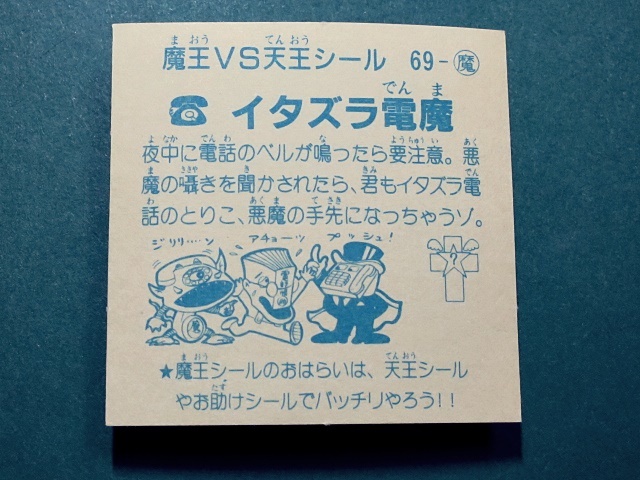 魔王VS天王シール 69-魔
☎ イタズラ電魔
夜中に電話のベルが鳴ったら要注意。悪
魔の囁きを聞かされたら、君もイタズラ電
話のとりこ、悪魔の手先になっちゃうゾ。
ジリリ…ン アチョーッ プッシュ!
?
魔
★魔王シールのおはらいは、天王シール
やお助けシールでバッチリやろう!!